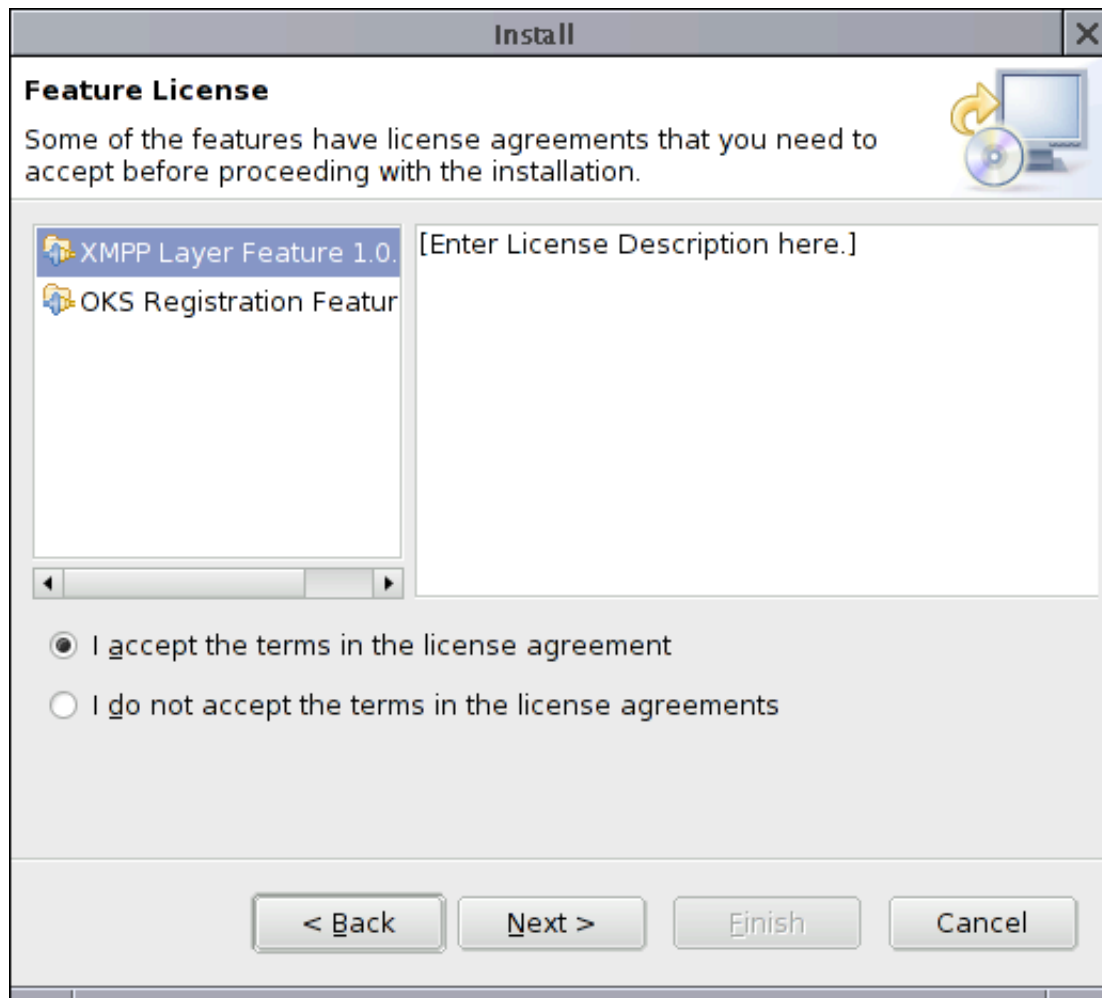 Install
Feature License
Some of the features have license agreements that you need to
accept before proceeding with the installation.
XMPP Layer Feature 1.0.
OKS Registration Featur
[Enter License Description here.]
I accept the terms in the license agreement
I do not accept the terms in the license agreements
< Back
Next >
Finish
Cancel